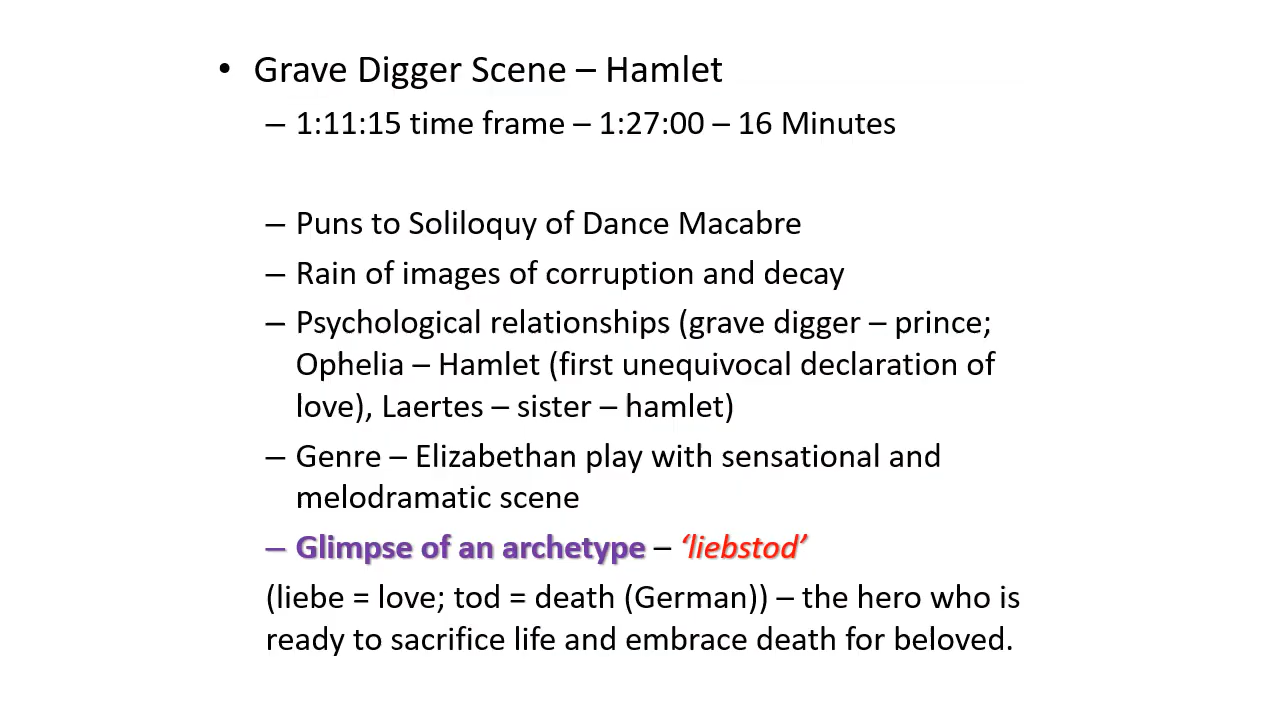 • Grave Digger Scene – Hamlet
– 1:11:15 time frame – 1:27:00 – 16 Minutes
– Puns to Soliloquy of Dance Macabre
– Rain of images of corruption and decay
– Psychological relationships (grave digger – prince;
Ophelia – Hamlet (first unequivocal declaration of
love), Laertes – sister – hamlet)
– Genre – Elizabethan play with sensational and
melodramatic scene
– Glimpse of an archetype – ‘liebstod’
(liebe = love; tod = death (German)) – the hero who is
ready to sacrifice life and embrace death for beloved.